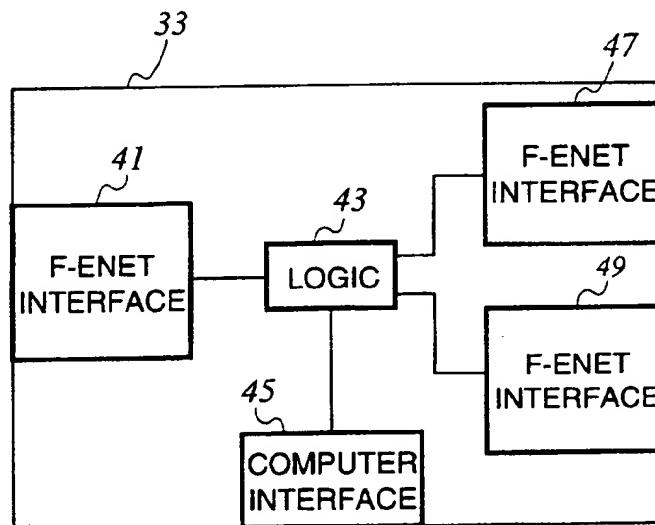 33
47
F-ENET
INTERFACE
41
F-ENET
INTERFACE
43
LOGIC
49
F-ENET
INTERFACE
45
COMPUTER
INTERFACE